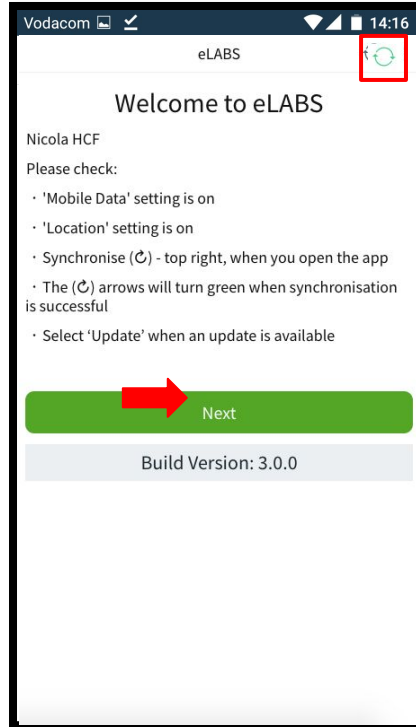 Vodacom 14:16
eLABS
Welcome to eLABS
Nicola HCF
Please check:
· 'Mobile Data' setting is on
· 'Location' setting is on
· Synchronise (↻) - top right, when you open the app
· The (↻) arrows will turn green when synchronisation
is successful
· Select ‘Update’ when an update is available
Next
Build Version: 3.0.0